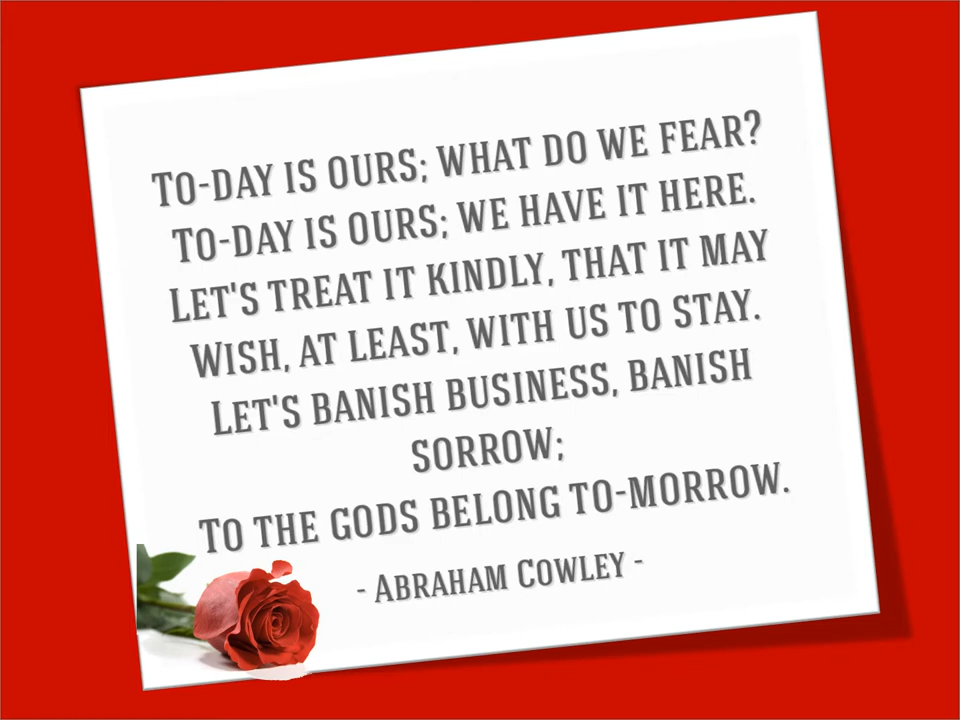 To-day is ours; what do we fear?
To-day is ours; we have it here.
Let's treat it kindly, that it may
Wish, at least, with us to stay.
Let's banish business, banish
sorrow;
To the gods belong to-morrow.
- Abraham Cowley -